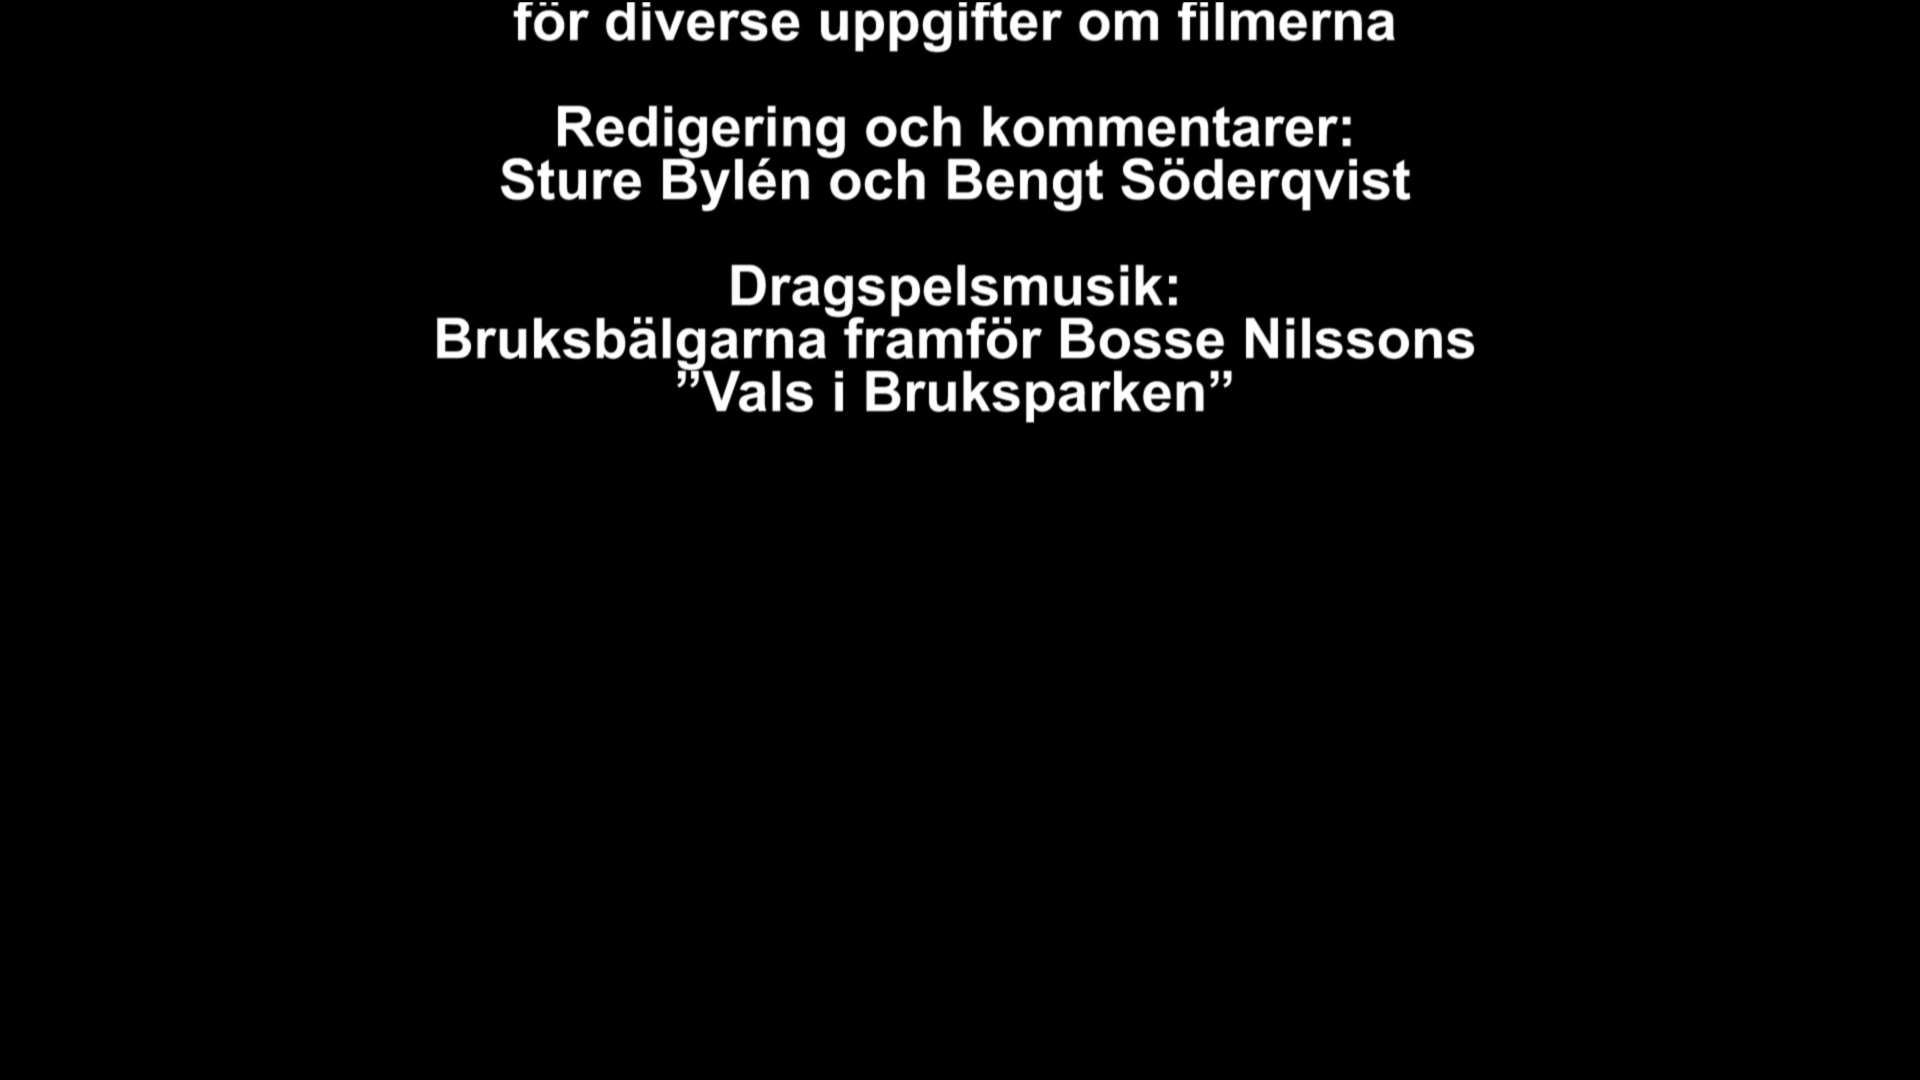 för diverse uppgifter om filmerna
Redigering och kommentarer:
Sture Bylén och Bengt Söderqvist
Dragspelsmusik:
Bruksbälgarna framför Bosse Nilssons
”Vals i Bruksparken”